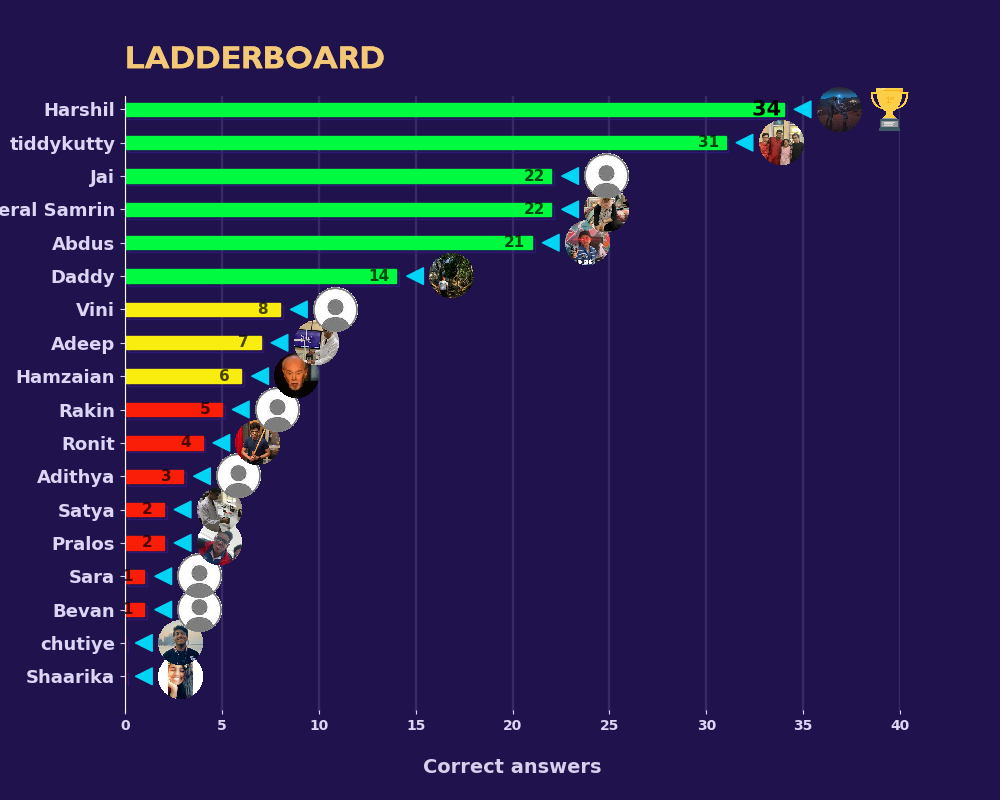 LADDERBOARD
Harshil 34
tiddykutty 31
Jai 22
eral Samrin 22
Abdus 21
Daddy 14
Vini 8
Adeep 7
Hamzaian 6
Rakin 5
Ronit 4
Adithya 3
Satya 2
Pralos 2
Sara 1
Bevan 1
chutiye
Shaarika
0 5 10 15 20 25 30 35 40
Correct answers